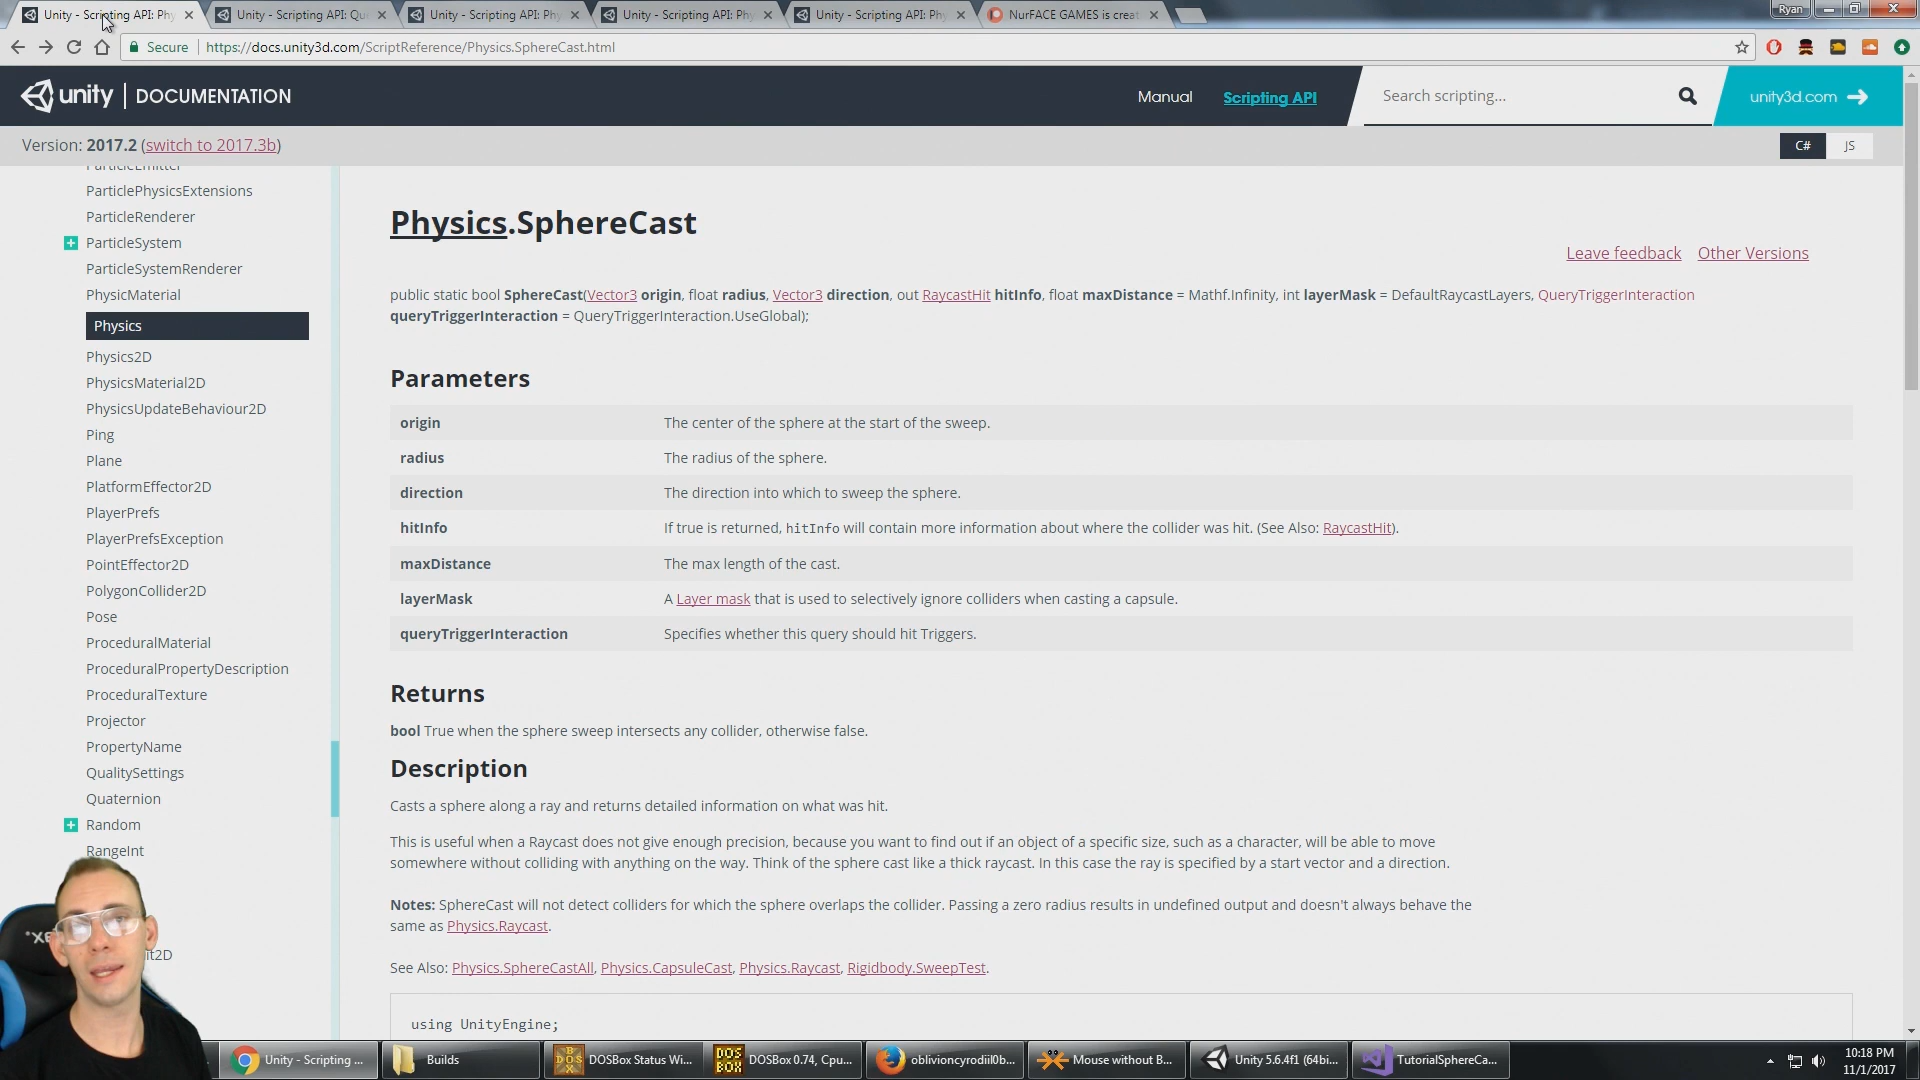 Unity - Scripting API: Phy
Unity - Scripting API: Qu
Unity - Scripting API: Phy
Unity - Scripting API: Phy
Unity - Scripting API: Phy
NurFACE GAMES is creat
Ryan
Secure
https://docs.unity3d.com/ScriptReference/Physics.SphereCast.html
unity
DOCUMENTATION
Manual
Scripting API
Search scripting...
unity3d.com
Version: 2017.2 (switch to 2017.3b)
C#
JS
ParticleEmitter
ParticlePhysicsExtensions
ParticleRenderer
ParticleSystem
ParticleSystemRenderer
PhysicMaterial
Physics
Physics2D
PhysicsMaterial2D
PhysicsUpdateBehaviour2D
Ping
Plane
PlatformEffector2D
PlayerPrefs
PlayerPrefsException
PointEffector2D
PolygonCollider2D
Pose
ProceduralMaterial
ProceduralPropertyDescription
ProceduralTexture
Projector
PropertyName
QualitySettings
Quaternion
Random
RangeInt
it2D
Physics.SphereCast
Leave feedback
Other Versions
public static bool SphereCast(Vector3 origin, float radius, Vector3 direction, out RaycastHit hitInfo, float maxDistance = Mathf.Infinity, int layerMask = DefaultRaycastLayers, QueryTriggerInteraction
queryTriggerInteraction = QueryTriggerInteraction.UseGlobal);
Parameters
origin The center of the sphere at the start of the sweep.
radius The radius of the sphere.
direction The direction into which to sweep the sphere.
hitInfo If true is returned, hitInfo will contain more information about where the collider was hit. (See Also: RaycastHit).
maxDistance The max length of the cast.
layerMask A Layer mask that is used to selectively ignore colliders when casting a capsule.
queryTriggerInteraction Specifies whether this query should hit Triggers.
Returns
bool True when the sphere sweep intersects any collider, otherwise false.
Description
Casts a sphere along a ray and returns detailed information on what was hit.
This is useful when a Raycast does not give enough precision, because you want to find out if an object of a specific size, such as a character, will be able to move
somewhere without colliding with anything on the way. Think of the sphere cast like a thick raycast. In this case the ray is specified by a start vector and a direction.
Notes: SphereCast will not detect colliders for which the sphere overlaps the collider. Passing a zero radius results in undefined output and doesn't always behave the
same as Physics.Raycast.
See Also: Physics.SphereCastAll, Physics.CapsuleCast, Physics.Raycast, Rigidbody.SweepTest.
using UnityEngine;
Unity - Scripting ...
Builds
DOSBox Status Wi...
DOS BOX
DOSBox 0.74, Cpu...
oblivioncyrodiil0b...
Mouse without B...
Unity 5.6.4f1 (64bi...
TutorialSphereCa...
10:18 PM
11/1/2017